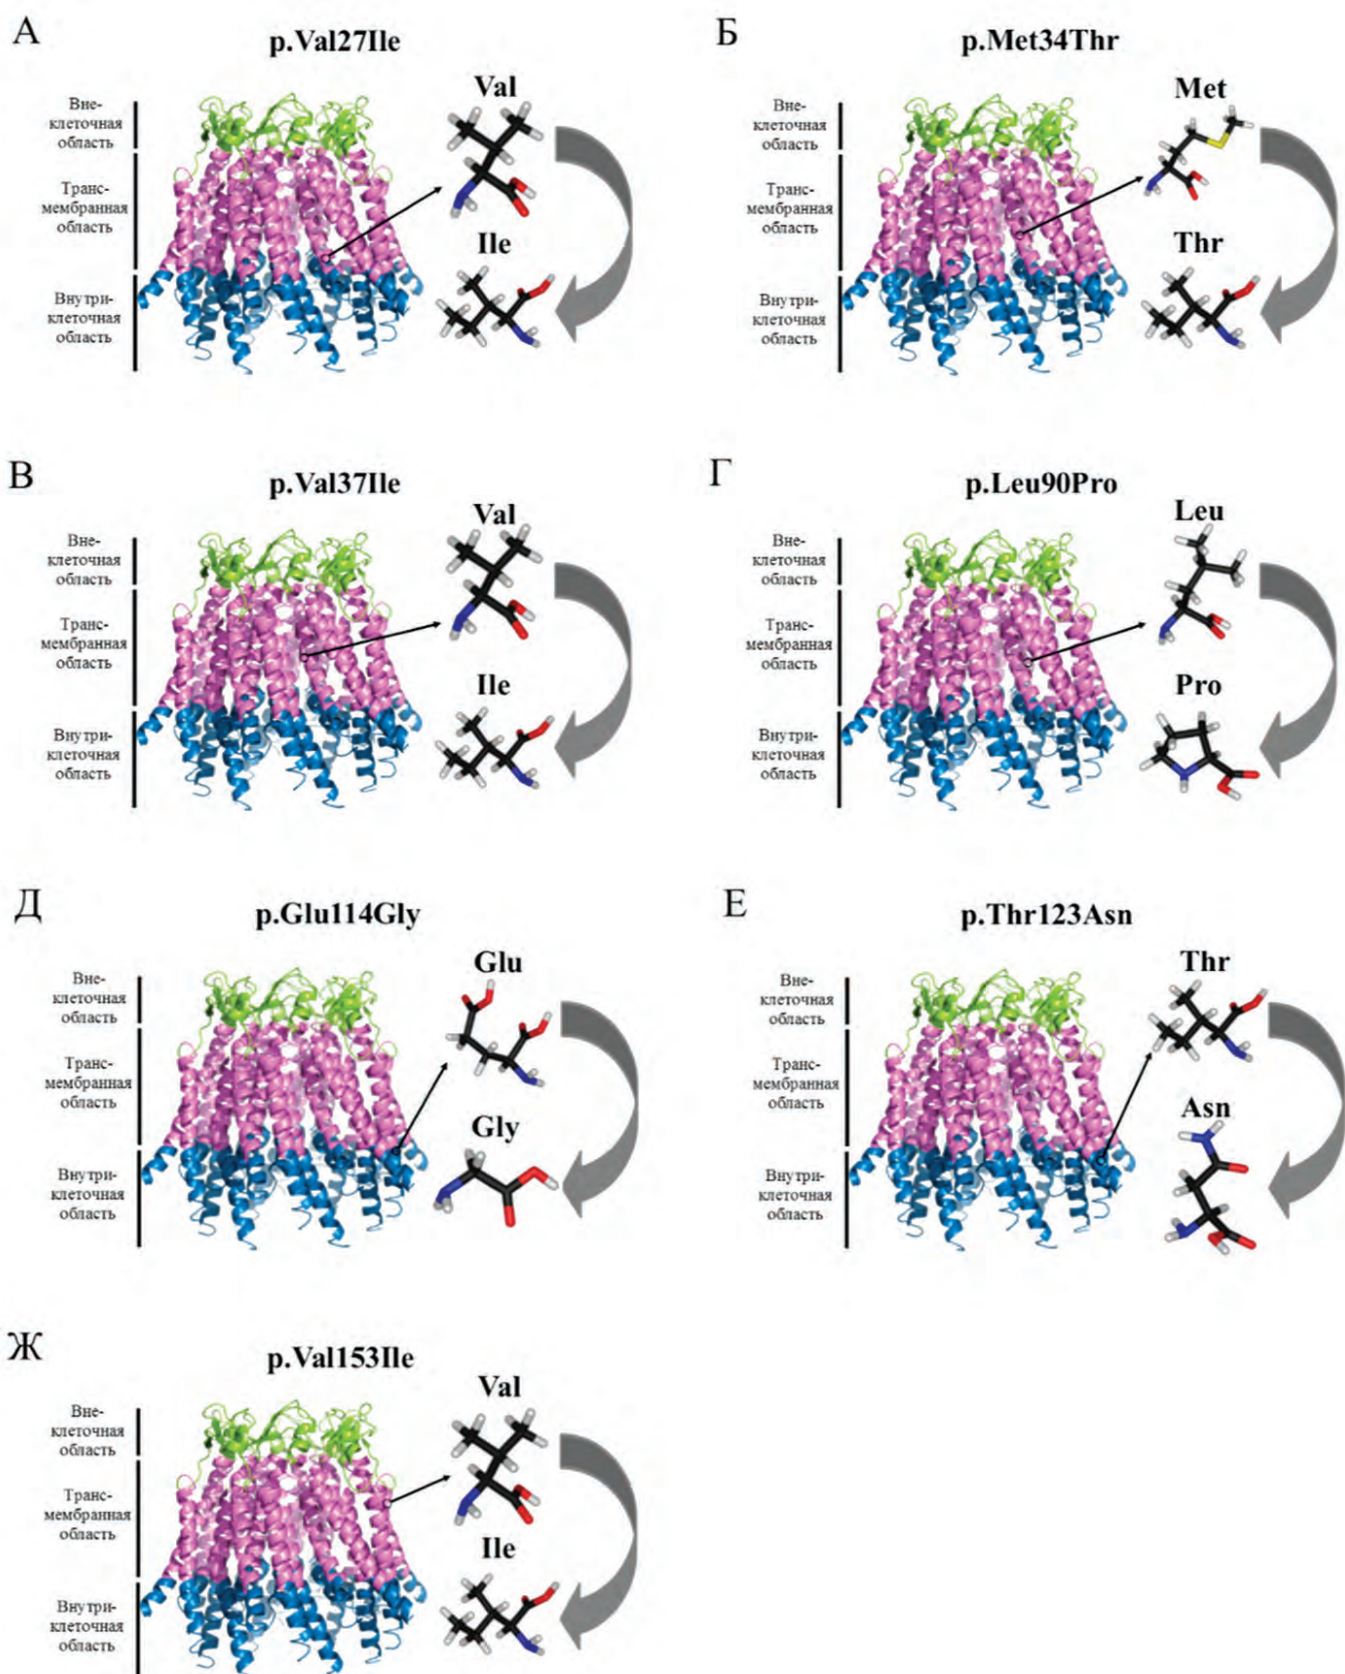 А
p.Val27Ile
Вне-
клеточная
область
Транс-
мембранная
область
Внутри-
клеточная
область
Val
Ile
Б
p.Met34Thr
Вне-
клеточная
область
Транс-
мембранная
область
Внутри-
клеточная
область
Met
Thr
В
p.Val37Ile
Вне-
клеточная
область
Транс-
мембранная
область
Внутри-
клеточная
область
Val
Ile
Г
p.Leu90Pro
Вне-
клеточная
область
Транс-
мембранная
область
Внутри-
клеточная
область
Leu
Pro
Д
p.Glu114Gly
Вне-
клеточная
область
Транс-
мембранная
область
Внутри-
клеточная
область
Glu
Gly
Е
p.Thr123Asn
Вне-
клеточная
область
Транс-
мембранная
область
Внутри-
клеточная
область
Thr
Asn
Ж
p.Val153Ile
Вне-
клеточная
область
Транс-
мембранная
область
Внутри-
клеточная
область
Val
Ile